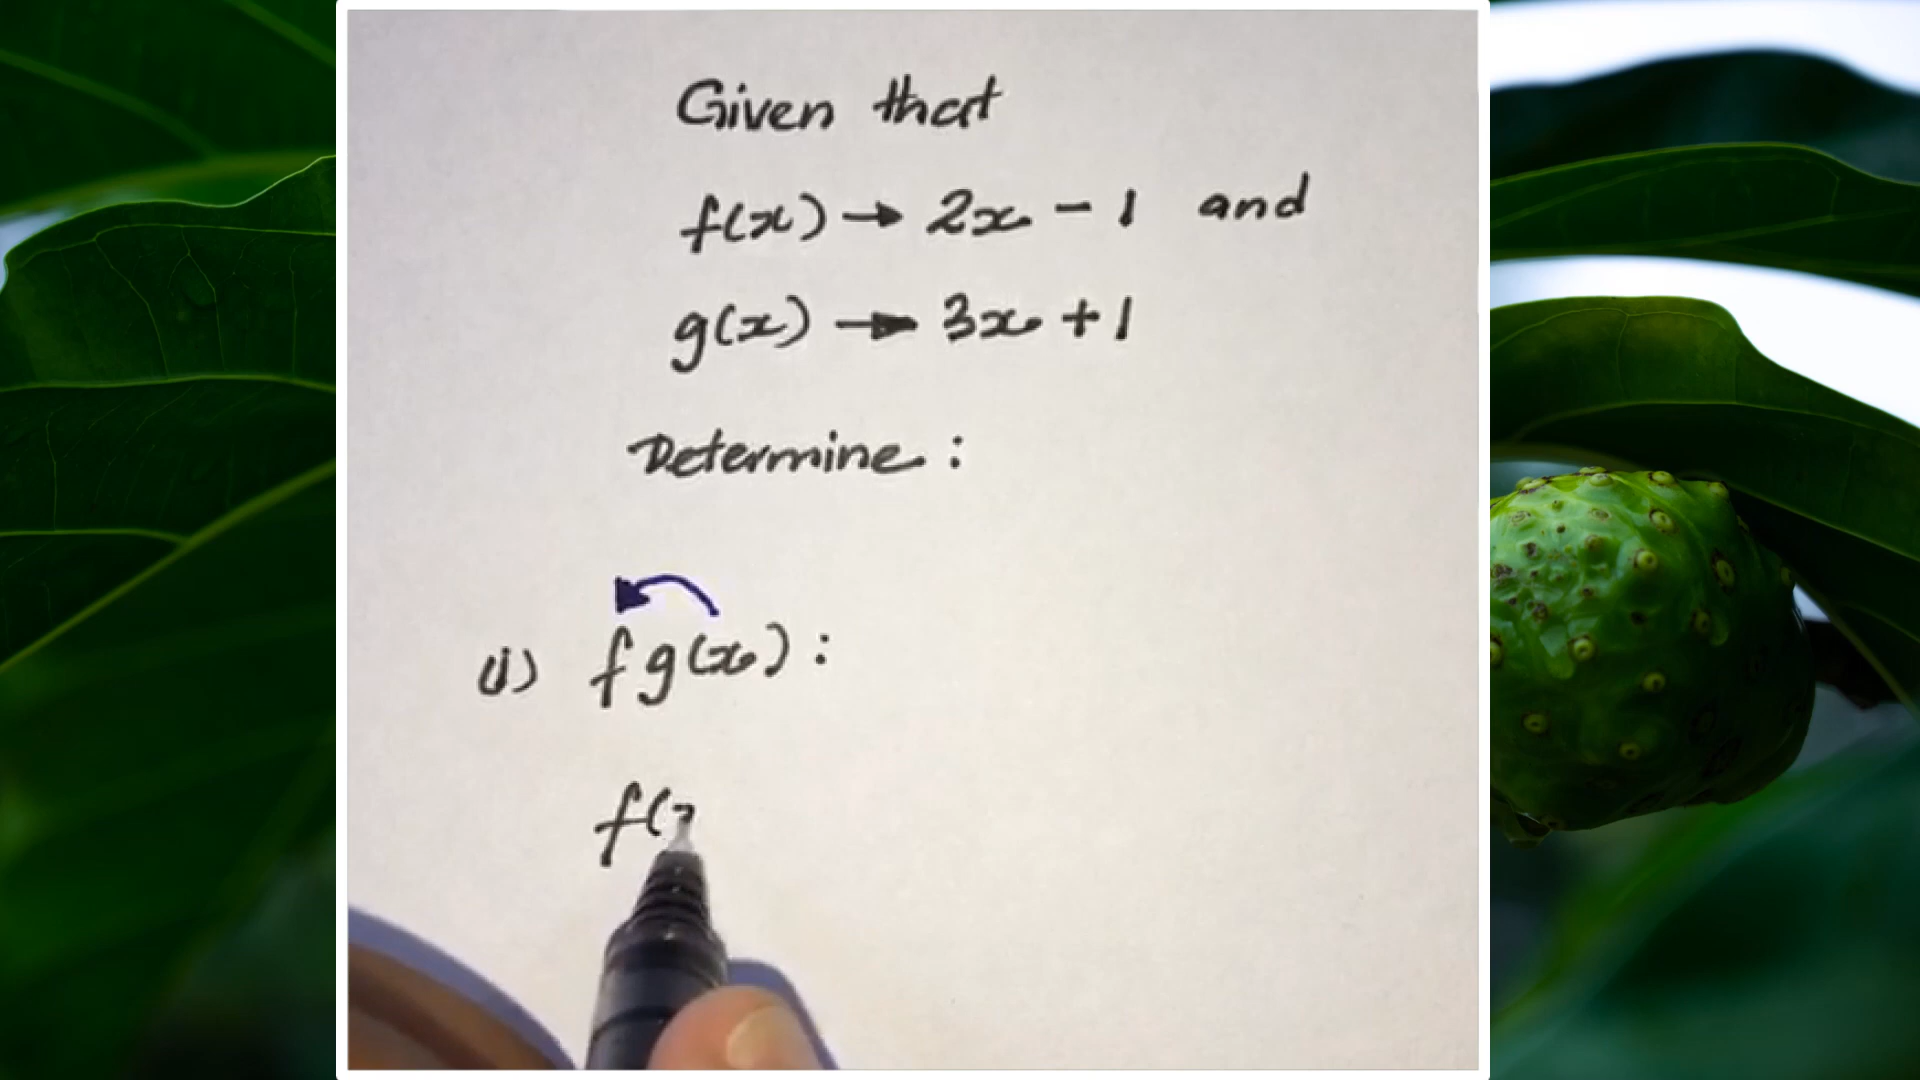 Given that
f(x) → 2x - 1 and
g(x) → 3x + 1
Determine :
(i) fg(x) :
f(